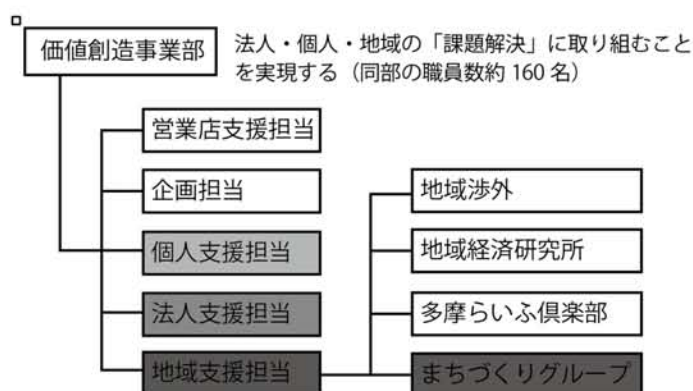 価値創造事業部
法人・個人・地域の「課題解決」に取り組むこと
を実現する（同部の職員数約 160 名）
営業店支援担当
企画担当
個人支援担当
法人支援担当
地域支援担当
地域渉外
地域経済研究所
多摩らいふ倶楽部
まちづくりグループ